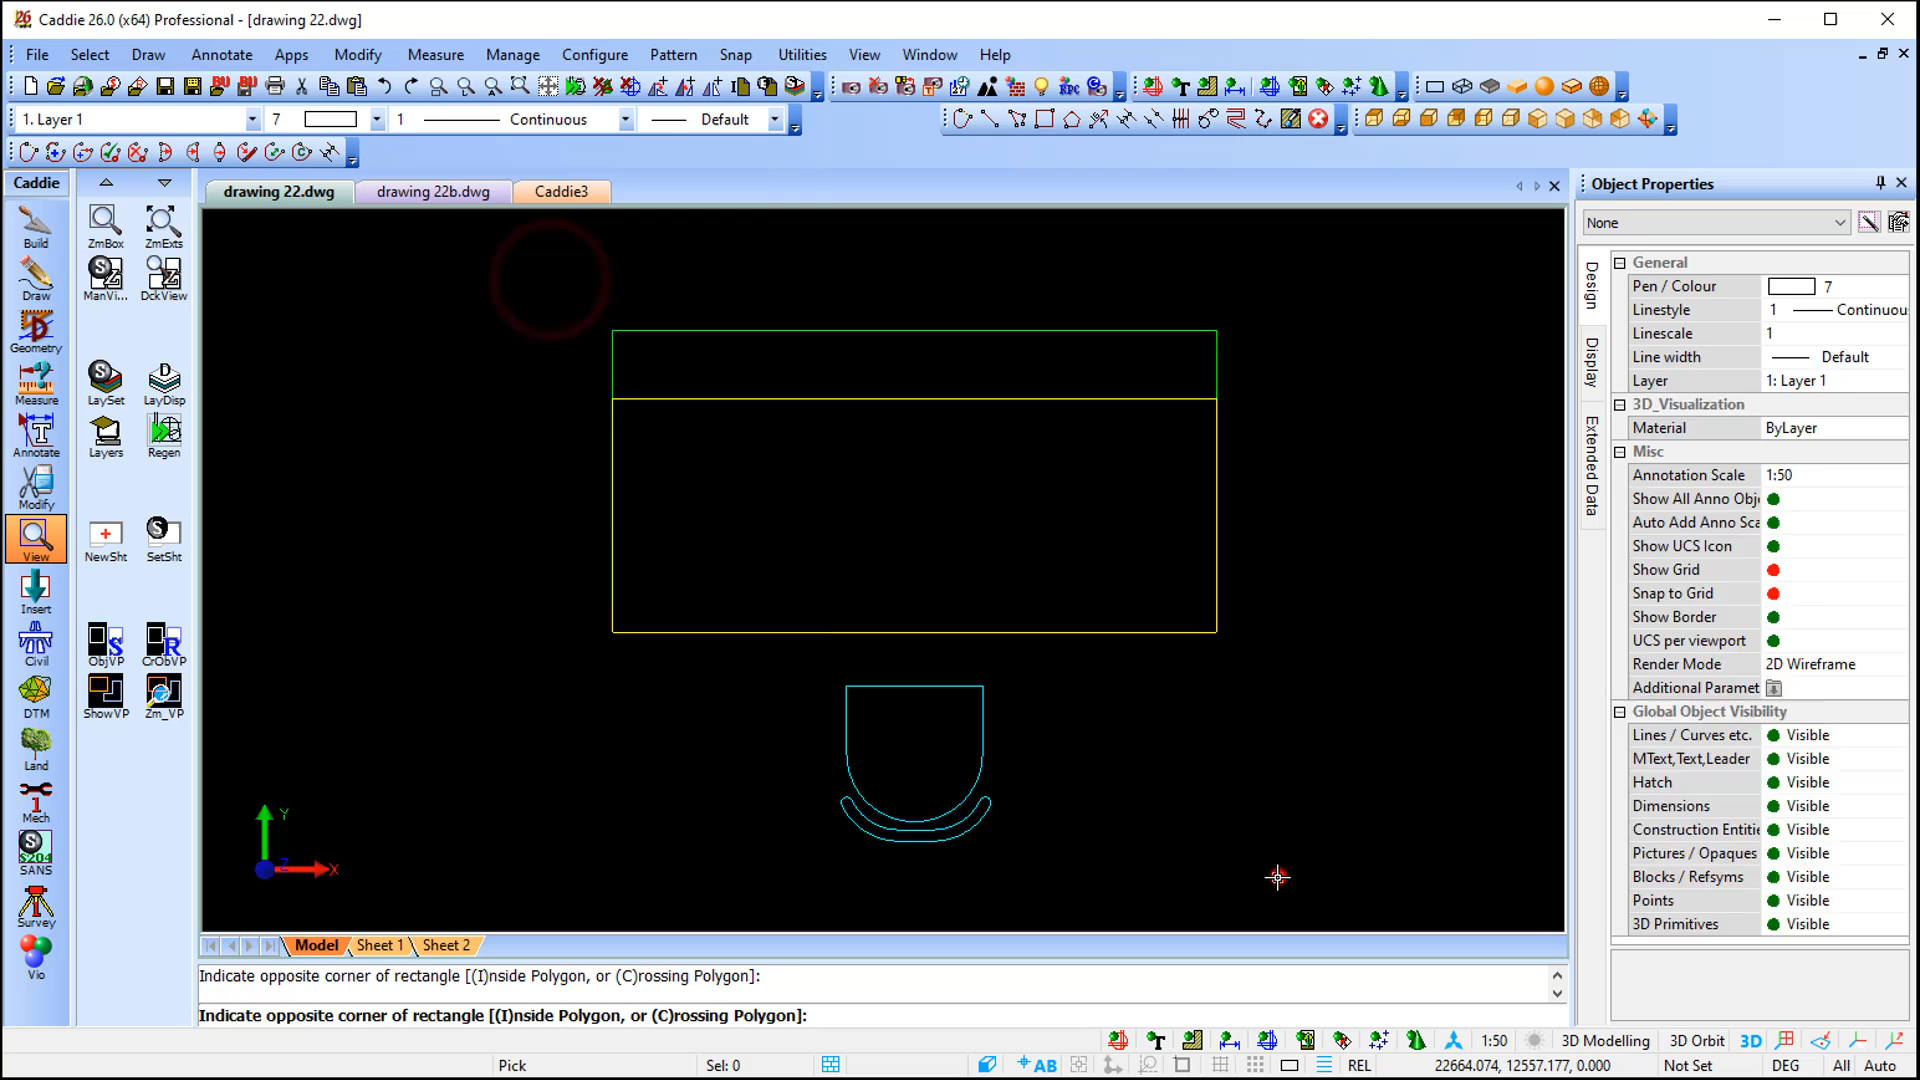 Caddie 26.0 (x64) Professional - [drawing 22.dwg]
File Select Draw Annotate Apps Modify Measure Manage Configure Pattern Snap Utilities View Window Help
1. Layer 1 7 1 Continuous Default
Caddie
drawing 22.dwg drawing 22b.dwg Caddie3
Object Properties
None
Build ZmBox ZmExts
Draw ManVi... DckView
Geometry
Measure LaySet LayDisp
Annotate Layers Regen
Modify
View NewSht SetSht
Insert
Civil ObjVP CrObVP
DTM ShowVP Zm_VP
Land
Mech
SANS
Survey
Vio
Design
Display
Extended Data
General
Pen / Colour 7
Linestyle 1 Continuou
Linescale 1
Line width Default
Layer 1: Layer 1
3D_Visualization
Material ByLayer
Misc
Annotation Scale 1:50
Show All Anno Obj
Auto Add Anno Sca
Show UCS Icon
Show Grid
Snap to Grid
Show Border
UCS per viewport
Render Mode 2D Wireframe
Additional Paramet
Global Object Visibility
Lines / Curves etc. Visible
MText,Text,Leader Visible
Hatch Visible
Dimensions Visible
Construction Entitie Visible
Pictures / Opaques Visible
Blocks / Refsyms Visible
Points Visible
3D Primitives Visible
Y
Z X
Model Sheet 1 Sheet 2
Indicate opposite corner of rectangle [(I)nside Polygon, or (C)rossing Polygon]:
Indicate opposite corner of rectangle [(I)nside Polygon, or (C)rossing Polygon]:
1:50 3D Modelling 3D Orbit 3D
Pick Sel: 0 AB REL 22664.074, 12557.177, 0.000 Not Set DEG All Auto